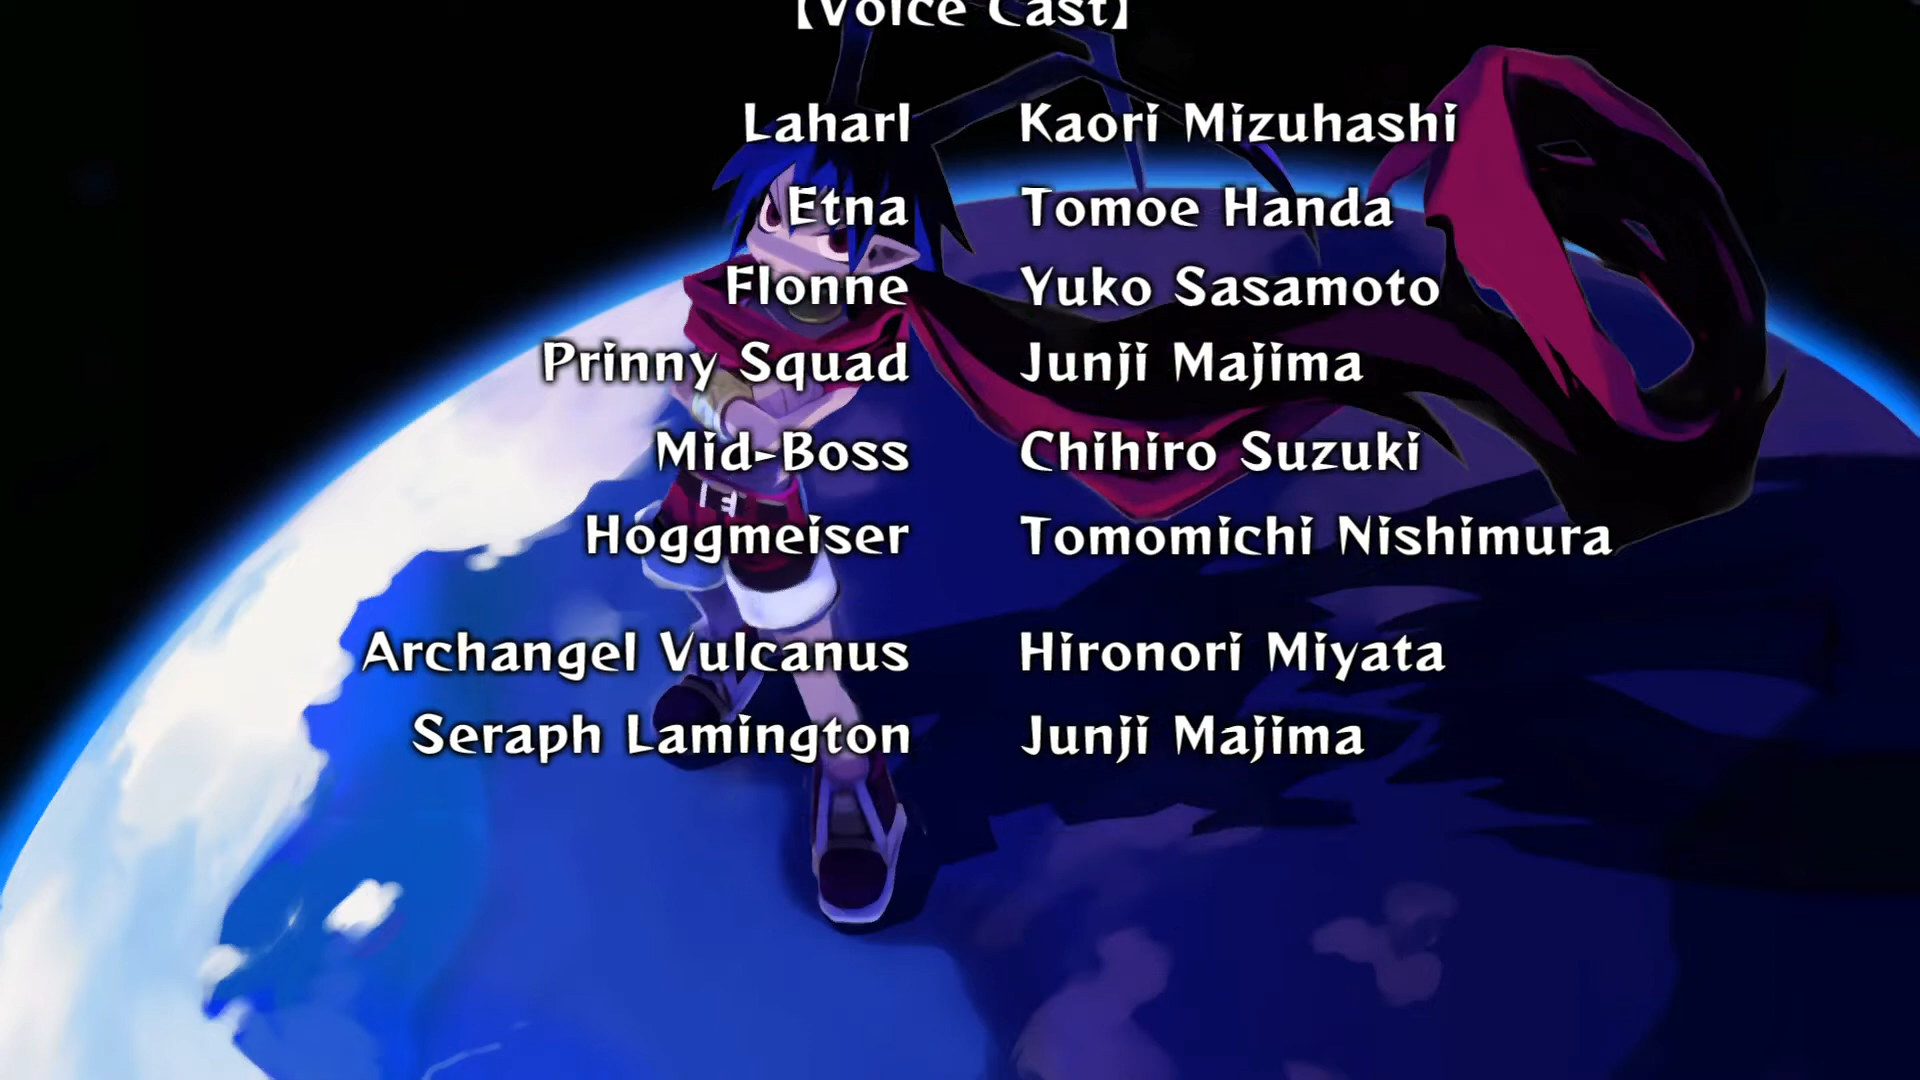 【Voice Cast】
Laharl Kaori Mizuhashi
Etna Tomoe Handa
Flonne Yuko Sasamoto
Prinny Squad Junji Majima
Mid-Boss Chihiro Suzuki
Hoggmeiser Tomomichi Nishimura
Archangel Vulcanus Hironori Miyata
Seraph Lamington Junji Majima